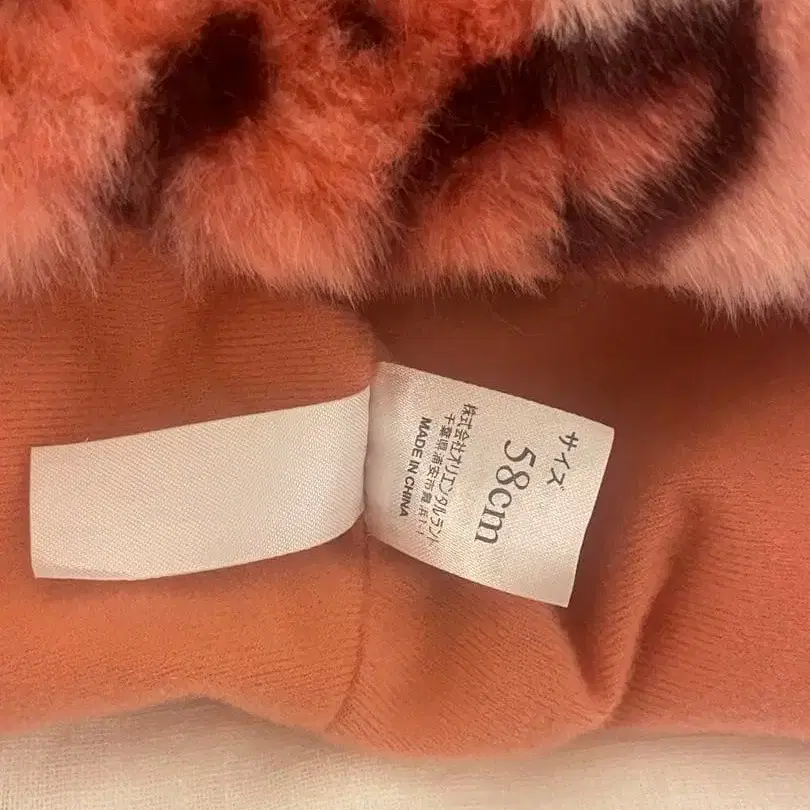 サイズ
58cm
株式会社オリエンタルランド
千葉県浦安市舞浜1-1
MADE IN CHINA